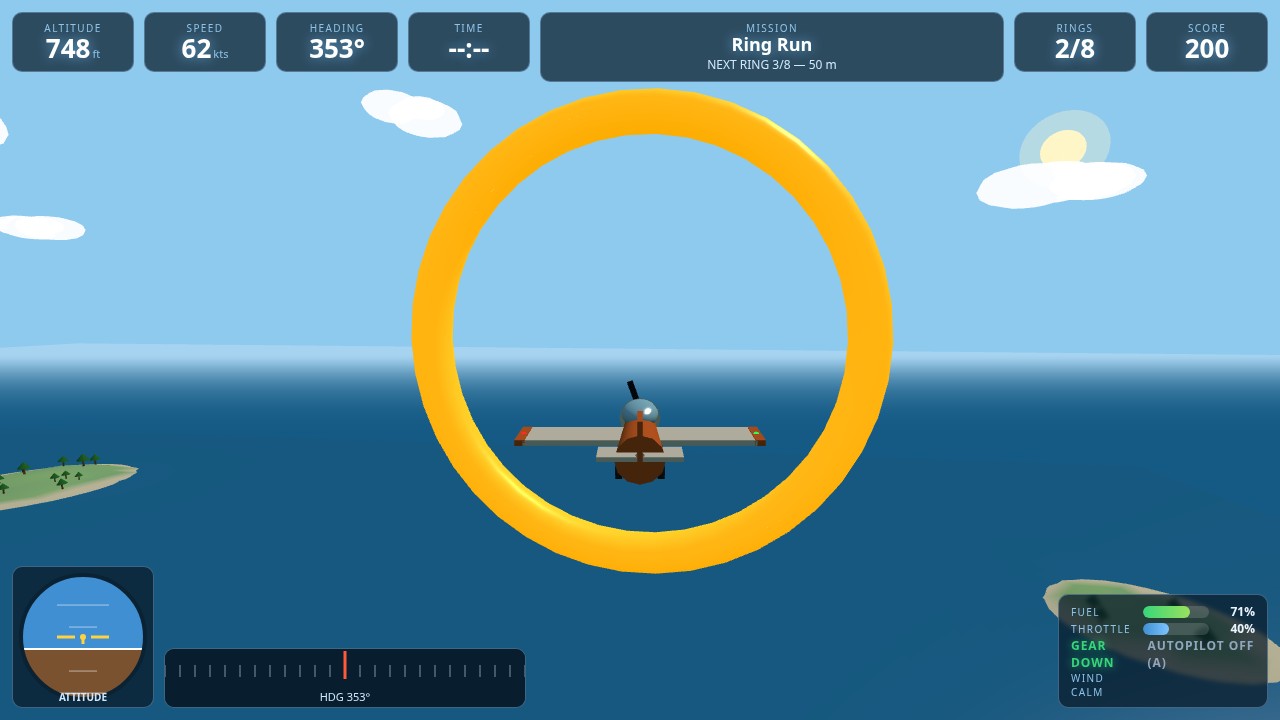 ALTITUDE
748 ft
SPEED
62 kts
HEADING
353°
TIME
--:--
MISSION
Ring Run
NEXT RING 3/8 — 50 m
RINGS
2/8
SCORE
200
ATTITUDE
HDG 353°
FUEL 71%
THROTTLE 40%
GEAR DOWN
AUTOPILOT OFF (A)
WIND CALM